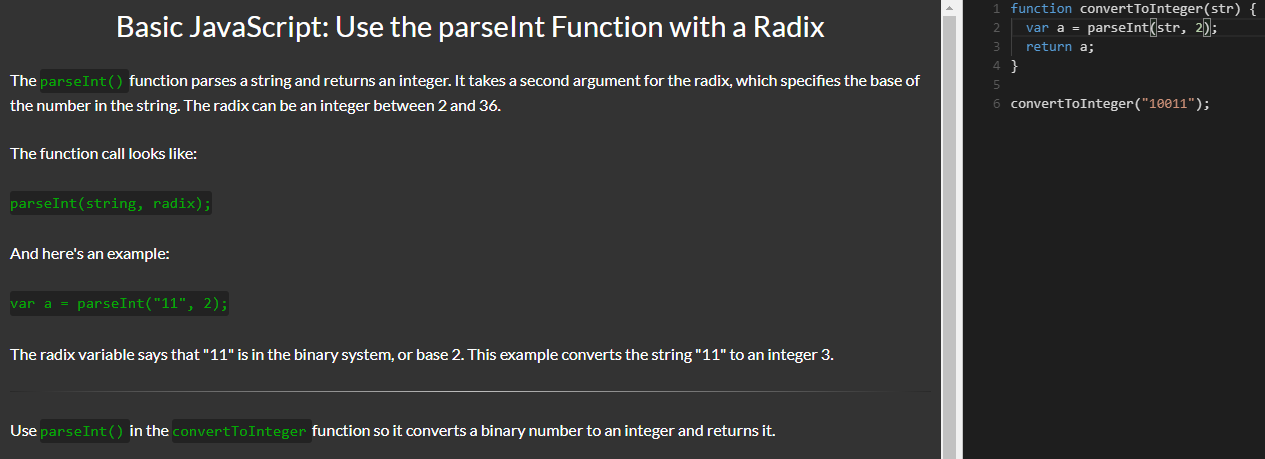 Basic JavaScript: Use the parseInt Function with a Radix
The parseInt() function parses a string and returns an integer. It takes a second argument for the radix, which specifies the base of
the number in the string. The radix can be an integer between 2 and 36.
The function call looks like:
parseInt(string, radix);
And here's an example:
var a = parseInt("11", 2);
The radix variable says that "11" is in the binary system, or base 2. This example converts the string "11" to an integer 3.
Use parseInt() in the convertToInteger function so it converts a binary number to an integer and returns it.
1 function convertToInteger(str) {
2 var a = parseInt(str, 2);
3 return a;
4 }
5
6 convertToInteger("10011");